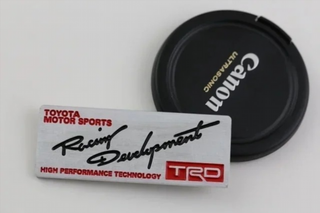 Canon
ULTRASONIC
TOYOTA
MOTOR SPORTS
Racing
Development
HIGH PERFORMANCE TECHNOLOGY
TRD